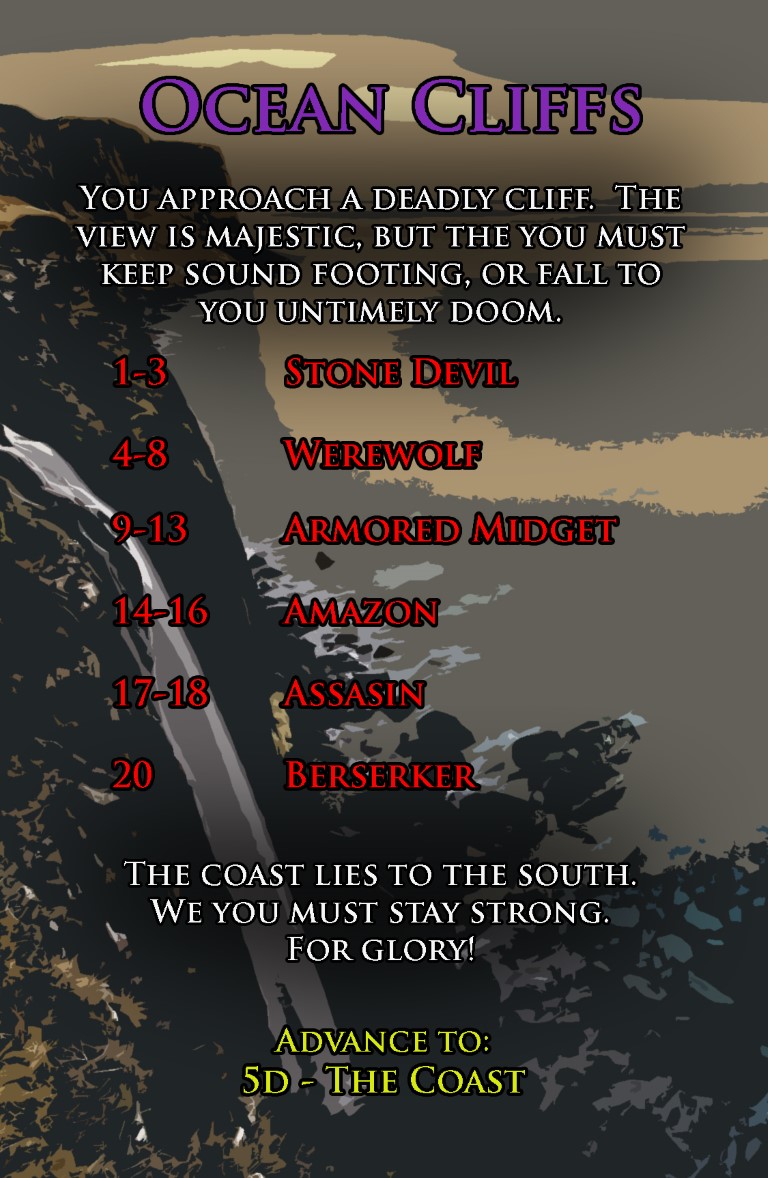 Ocean Cliffs
You approach a deadly cliff. The
view is majestic, but the you must
keep sound footing, or fall to
you untimely doom.
1-3 Stone Devil
4-8 Werewolf
9-13 Armored Midget
14-16 Amazon
17-18 Assasin
20 Berserker
The coast lies to the south.
We you must stay strong.
For glory!
Advance to:
5d - The Coast